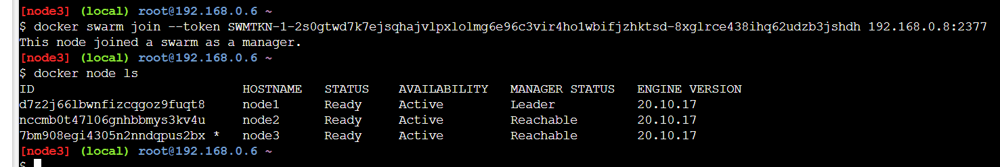 [node3] (local) root@192.168.0.6 ~
$ docker swarm join --token SWMTKN-1-2s0gtwd7k7ejsqhajvlpxlolmg6e96c3vir4ho1wbifjzhktsd-8xglrce438ihq62udzb3jshdh 192.168.0.8:2377
This node joined a swarm as a manager.
[node3] (local) root@192.168.0.6 ~
$ docker node ls
ID HOSTNAME STATUS AVAILABILITY MANAGER STATUS ENGINE VERSION
d7z2j66lbwnfizcqgoz9fuqt8 node1 Ready Active Leader 20.10.17
nccmb0t47l06gnhbbmys3kv4u node2 Ready Active Reachable 20.10.17
7bm908egi4305n2nndqpus2bx * node3 Ready Active Reachable 20.10.17
[node3] (local) root@192.168.0.6 ~
$